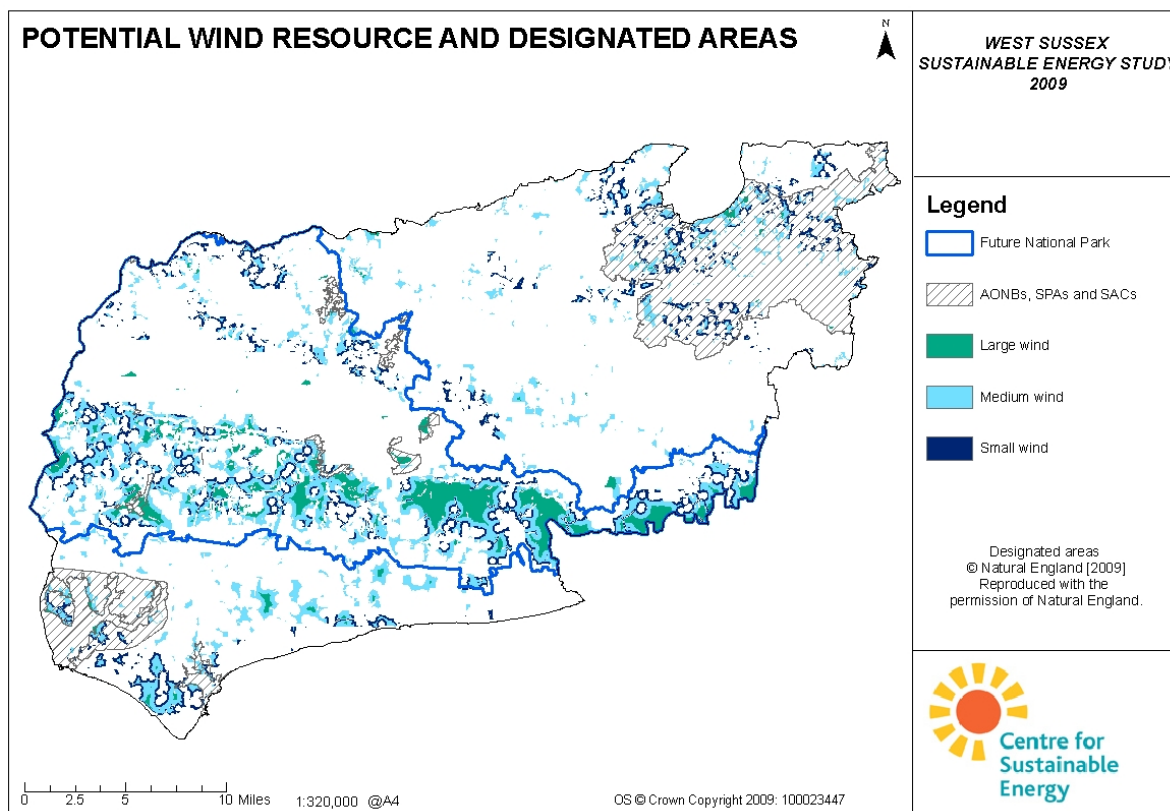 POTENTIAL WIND RESOURCE AND DESIGNATED AREAS
N
WEST SUSSEX
SUSTAINABLE ENERGY STUDY
2009
Legend
Future National Park
AONBs, SPAs and SACs
Large wind
Medium wind
Small wind
Designated areas
© Natural England [2009]
Reproduced with the
permission of Natural England.
Centre for
Sustainable
Energy
0 2.5 5 10 Miles
1:320,000 @A4
OS © Crown Copyright 2009: 100023447